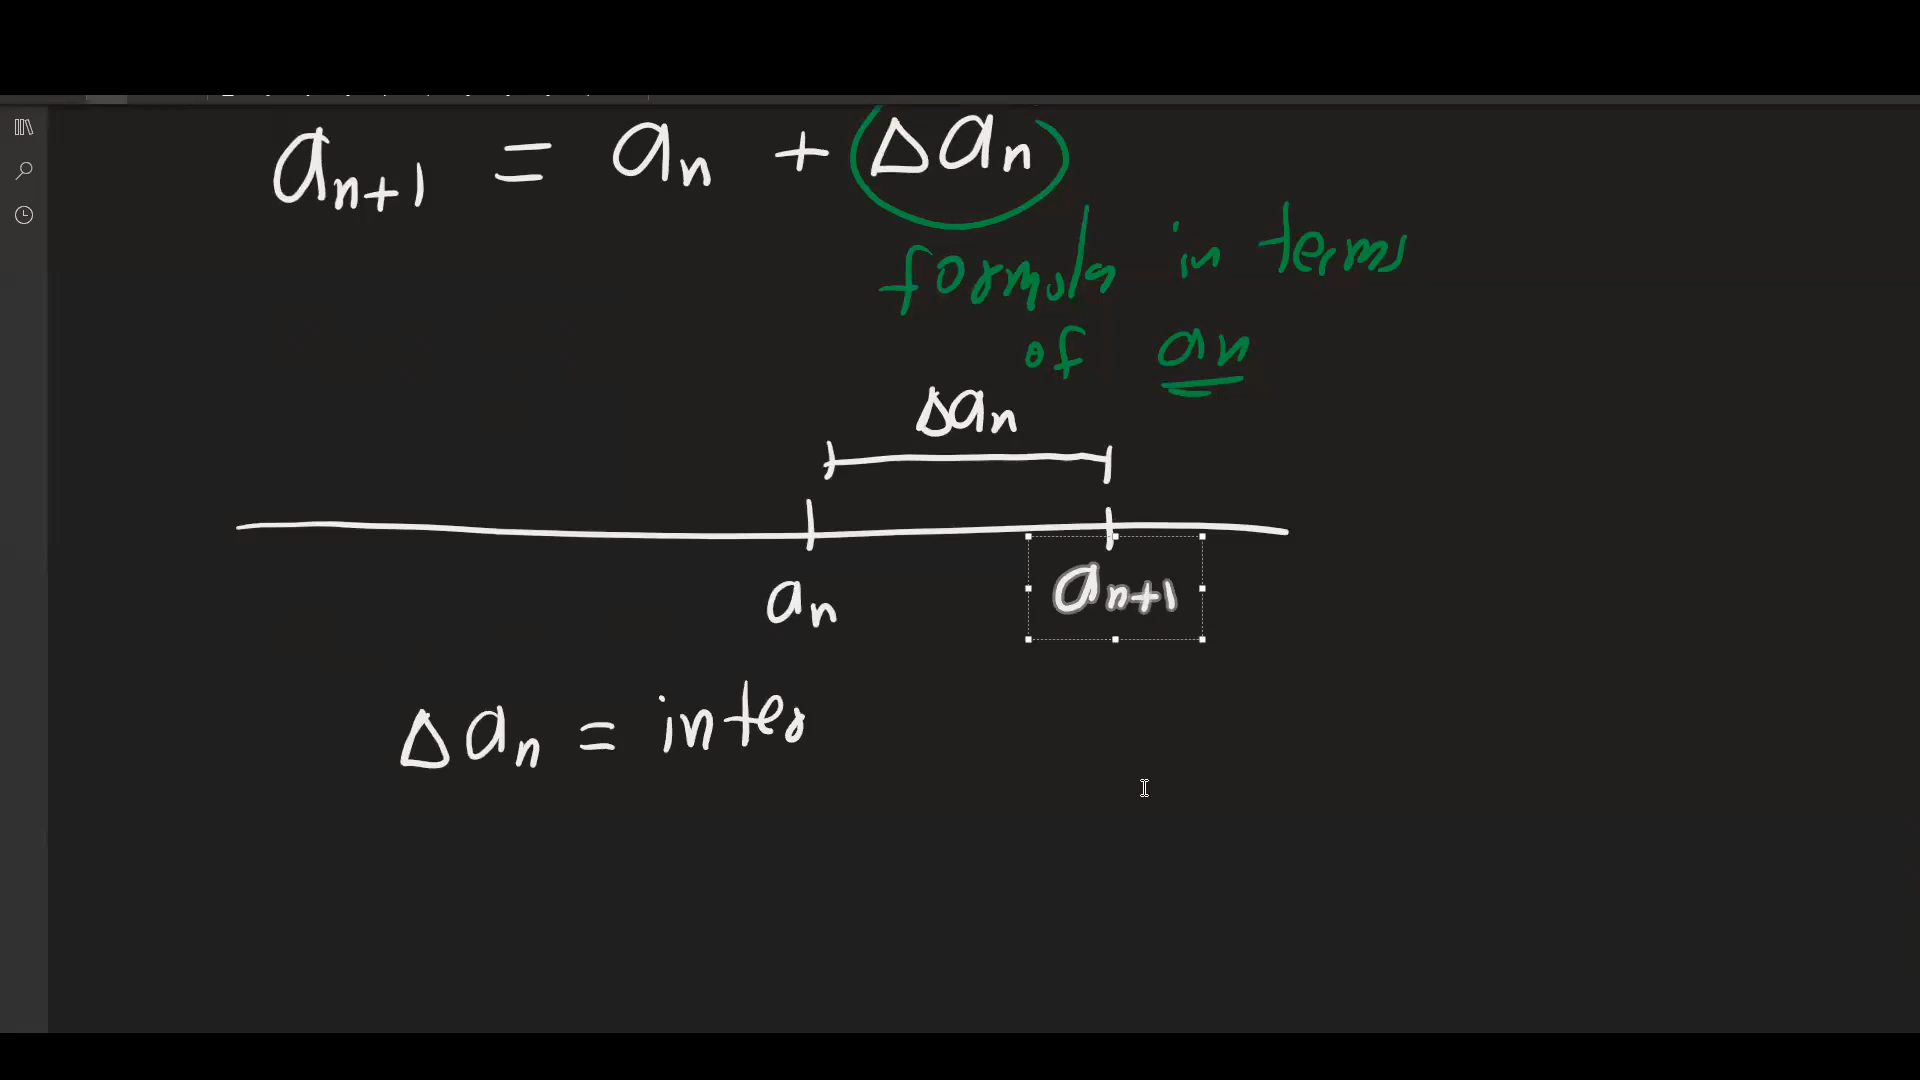 aₙ₊₁ = aₙ + Δaₙ
formula in terms
of aₙ
Δaₙ
aₙ aₙ₊₁
Δaₙ = inter